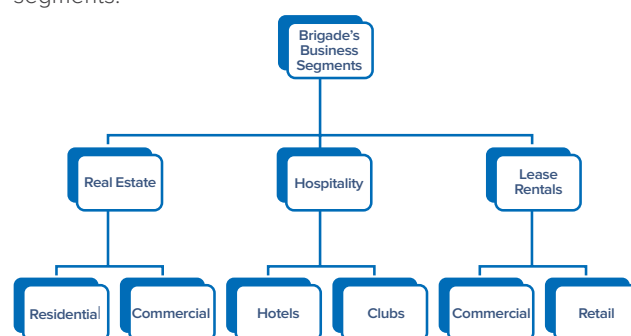 segments:
Brigade's
Business
Segments
Real Estate
Hospitality
Lease
Rentals
Residential
Commercial
Hotels
Clubs
Commercial
Retail